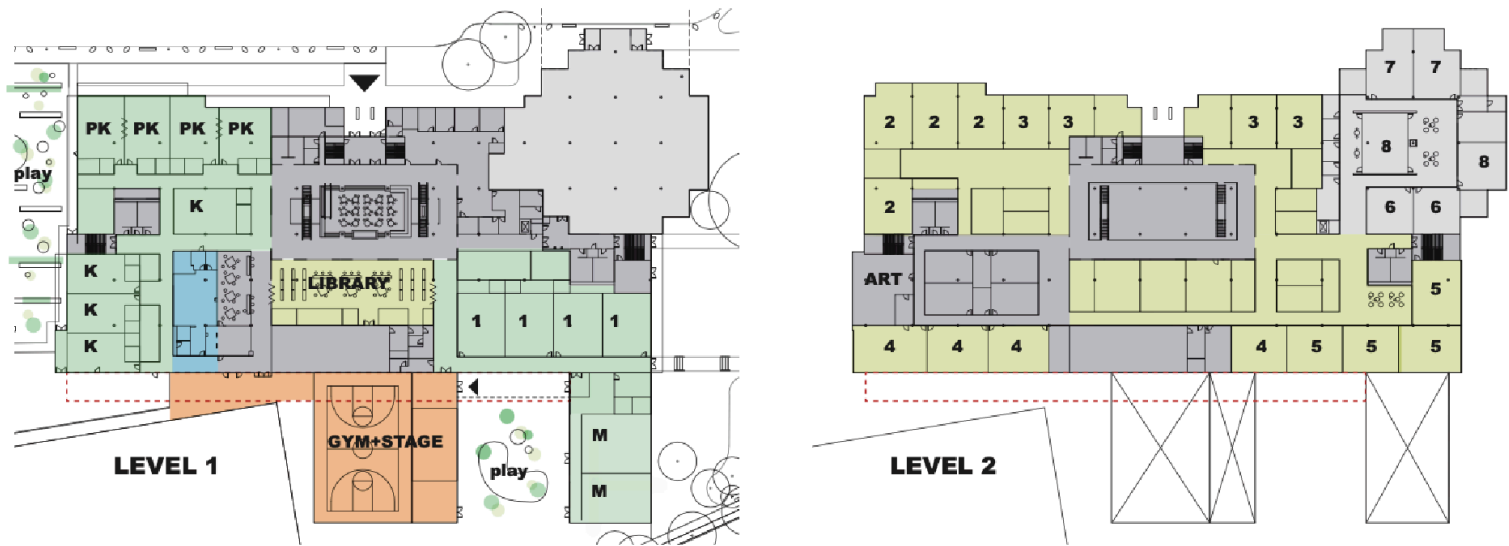 PK PK PK PK
play
K
K
LIBRARY
K
1 1 1 1
K
GYM+STAGE
M
play
LEVEL 1
M
7 7
2 2 2 3 3 3 3
8
8
2 6 6
ART
5
4 4 4 4 5 5 5
LEVEL 2